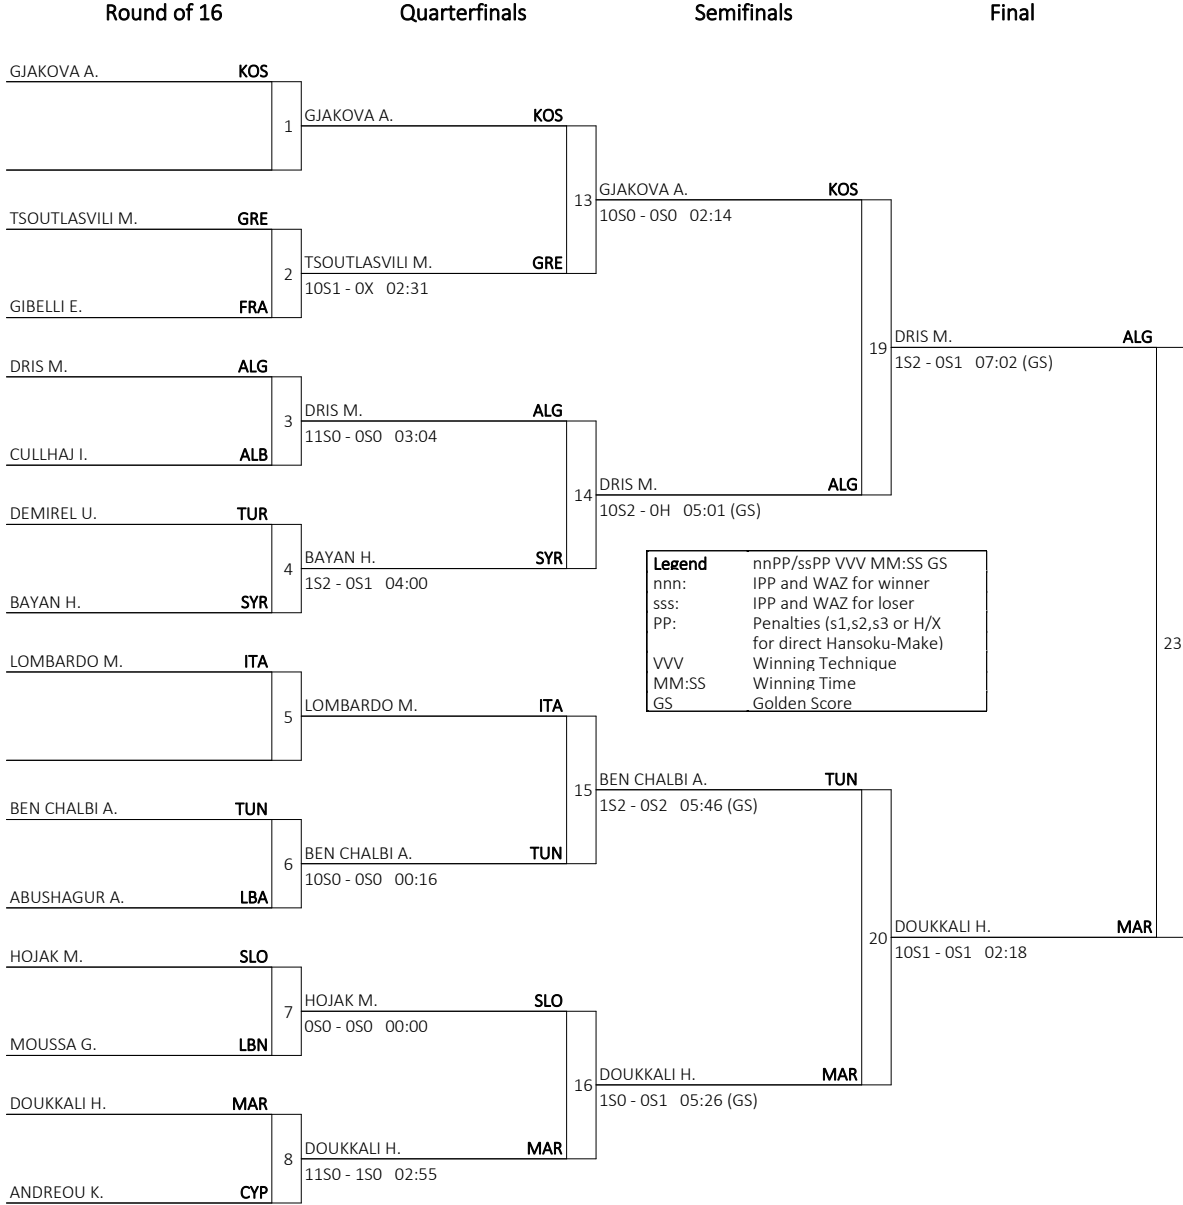 Round of 16 Quarterfinals Semifinals Final
GJAKOVA A. KOS
1 GJAKOVA A. KOS
13 GJAKOVA A. KOS
10S0 - 0S0 02:14
TSOUTLASVILI M. GRE
2 TSOUTLASVILI M. GRE
10S1 - 0X 02:31
GIBELLI E. FRA
19 DRIS M. ALG
1S2 - 0S1 07:02 (GS)
DRIS M. ALG
3 DRIS M. ALG
11S0 - 0S0 03:04
CULLHAJ I. ALB
14 DRIS M. ALG
10S2 - 0H 05:01 (GS)
DEMIREL U. TUR
4 BAYAN H. SYR
1S2 - 0S1 04:00
BAYAN H. SYR
Legend nnPP/ssPP VVV MM:SS GS
nnn: IPP and WAZ for winner
sss: IPP and WAZ for loser
PP: Penalties (s1,s2,s3 or H/X
for direct Hansoku-Make)
VVV Winning Technique
MM:SS Winning Time
GS Golden Score
23
LOMBARDO M. ITA
5 LOMBARDO M. ITA
15 BEN CHALBI A. TUN
1S2 - 0S2 05:46 (GS)
BEN CHALBI A. TUN
6 BEN CHALBI A. TUN
10S0 - 0S0 00:16
ABUSHAGUR A. LBA
20 DOUKKALI H. MAR
10S1 - 0S1 02:18
HOJAK M. SLO
7 HOJAK M. SLO
0S0 - 0S0 00:00
MOUSSA G. LBN
16 DOUKKALI H. MAR
1S0 - 0S1 05:26 (GS)
DOUKKALI H. MAR
8 DOUKKALI H. MAR
11S0 - 1S0 02:55
ANDREOU K. CYP